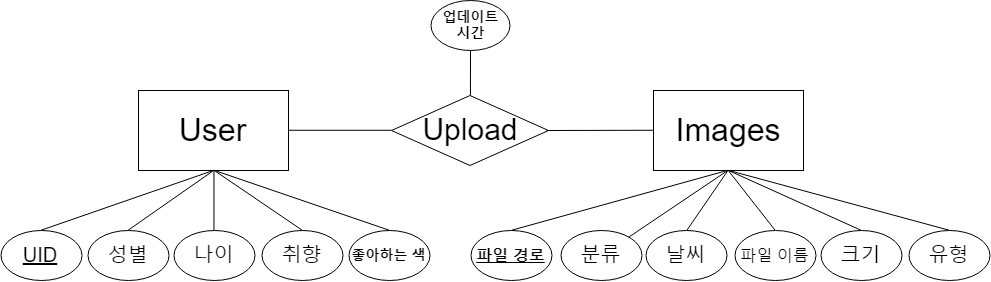 업데이트
시간
User
Upload
Images
UID
성별
나이
취향
좋아하는 색
파일 경로
분류
날씨
파일 이름
크기
유형